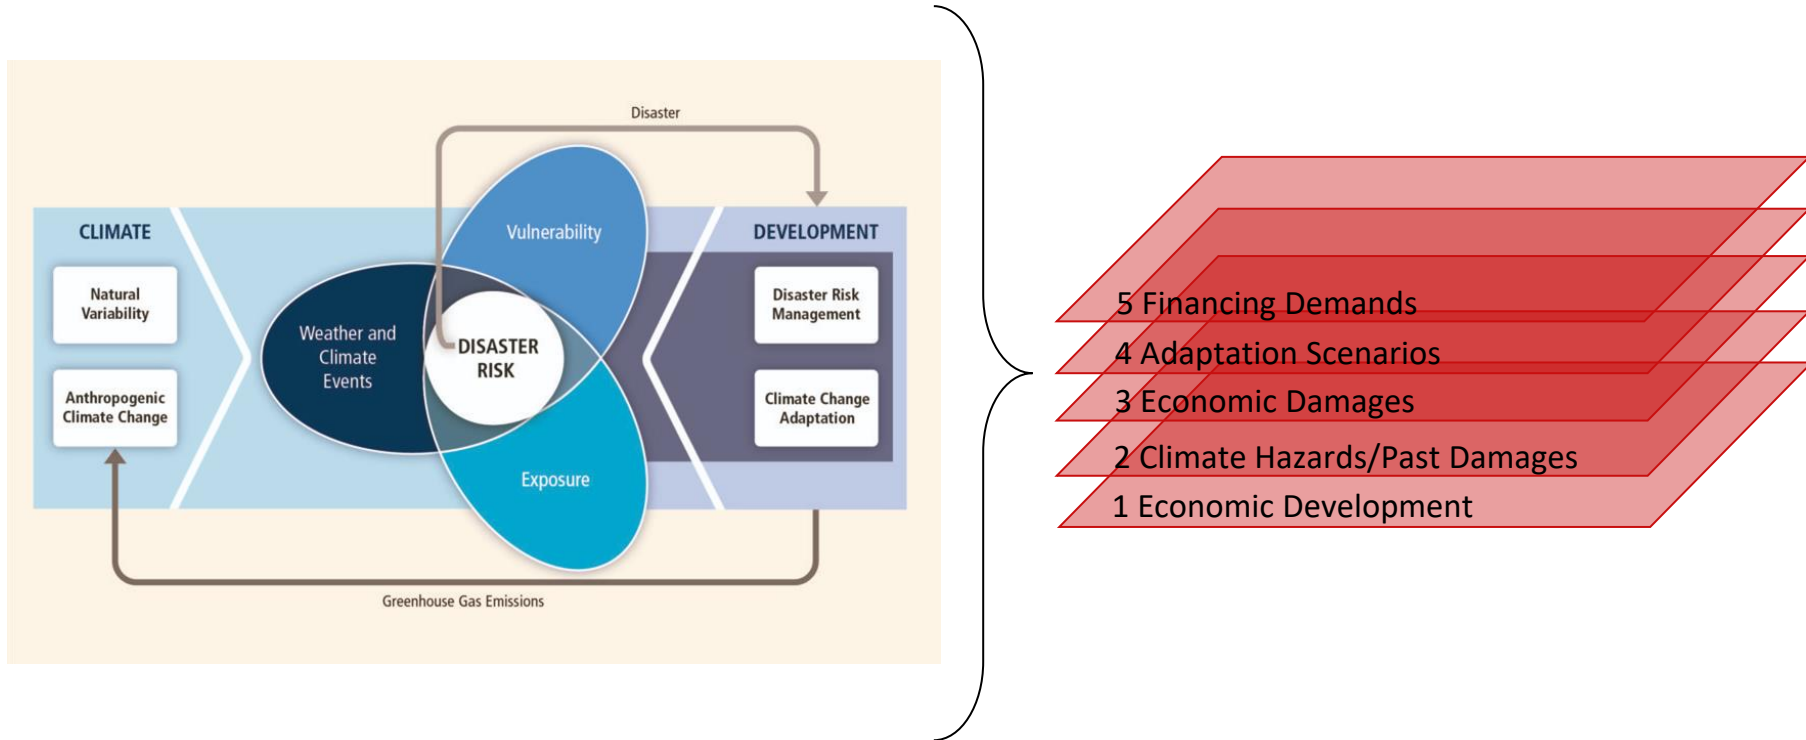 Disaster
CLIMATE
Natural
Variability
Anthropogenic
Climate Change
Vulnerability
Weather and
Climate
Events
DISASTER
RISK
Exposure
DEVELOPMENT
Disaster Risk
Management
Climate Change
Adaptation
Greenhouse Gas Emissions
5 Financing Demands
4 Adaptation Scenarios
3 Economic Damages
2 Climate Hazards/Past Damages
1 Economic Development